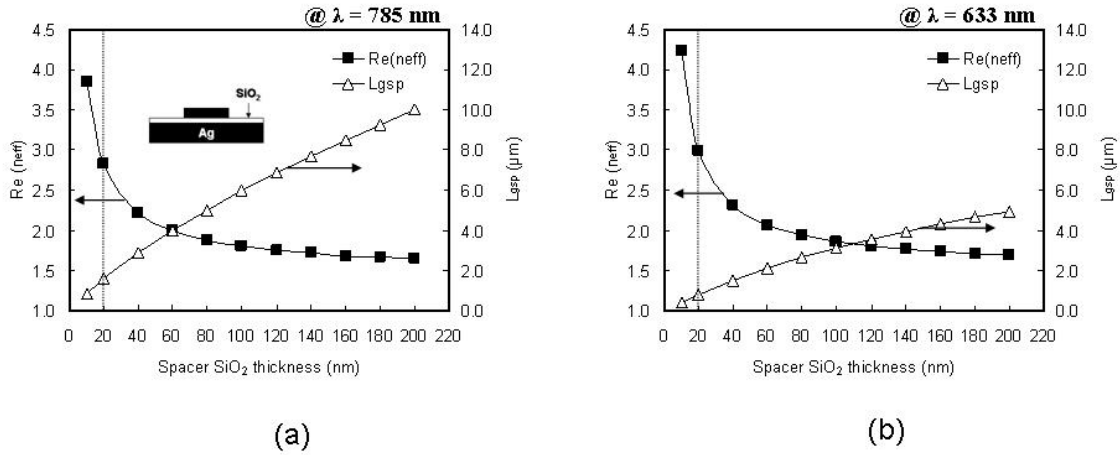 @ λ = 785 nm
4.5
4.0
3.5
3.0
2.5
2.0
1.5
1.0
Re (neff)
14.0
12.0
10.0
8.0
6.0
4.0
2.0
0.0
Lgsp (μm)
Re(neff)
Lgsp
SiO₂
Ag
0 20 40 60 80 100 120 140 160 180 200 220
Spacer SiO₂ thickness (nm)
(a)
@ λ = 633 nm
4.5
4.0
3.5
3.0
2.5
2.0
1.5
1.0
Re (neff)
14.0
12.0
10.0
8.0
6.0
4.0
2.0
0.0
Lgsp (μm)
Re(neff)
Lgsp
0 20 40 60 80 100 120 140 160 180 200 220
Spacer SiO₂ thickness (nm)
(b)